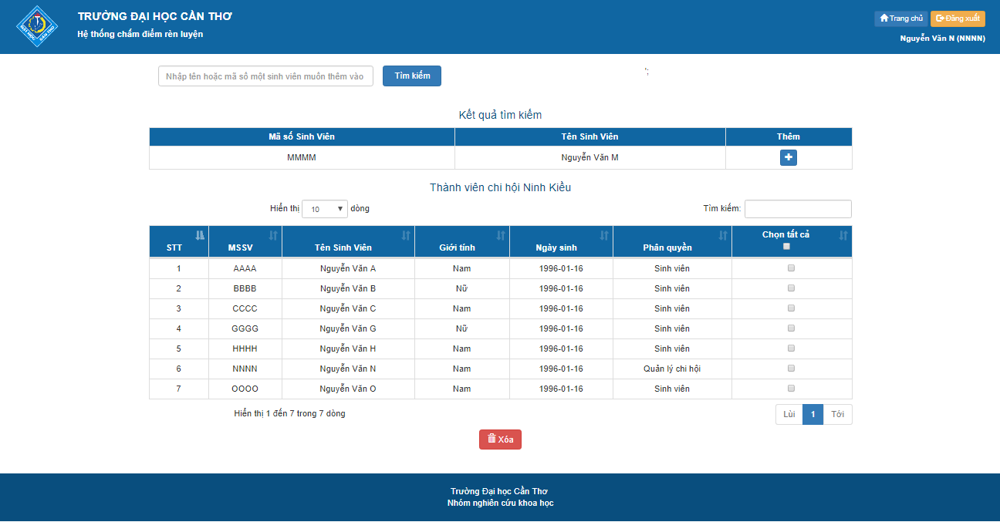 TRƯỜNG ĐẠI HỌC CẦN THƠ
Hệ thống chấm điểm rèn luyện
Trang chủ Đăng xuất
Nguyễn Văn N (NNNN)
ĐẠI HỌC CẦN THƠ
Nhập tên hoặc mã số một sinh viên muốn thêm vào Tìm kiếm ';
Kết quả tìm kiếm
Mã số Sinh Viên Tên Sinh Viên Thêm
MMMM Nguyễn Văn M
Thành viên chi hội Ninh Kiều
Hiển thị 10 dòng Tìm kiếm:
STT MSSV Tên Sinh Viên Giới tính Ngày sinh Phân quyền Chọn tất cả
1 AAAA Nguyễn Văn A Nam 1996-01-16 Sinh viên
2 BBBB Nguyễn Văn B Nữ 1996-01-16 Sinh viên
3 CCCC Nguyễn Văn C Nam 1996-01-16 Sinh viên
4 GGGG Nguyễn Văn G Nữ 1996-01-16 Sinh viên
5 HHHH Nguyễn Văn H Nam 1996-01-16 Sinh viên
6 NNNN Nguyễn Văn N Nam 1996-01-16 Quản lý chi hội
7 OOOO Nguyễn Văn O Nam 1996-01-16 Sinh viên
Hiển thị 1 đến 7 trong 7 dòng Lùi 1 Tới
Xóa
Trường Đại học Cần Thơ
Nhóm nghiên cứu khoa học